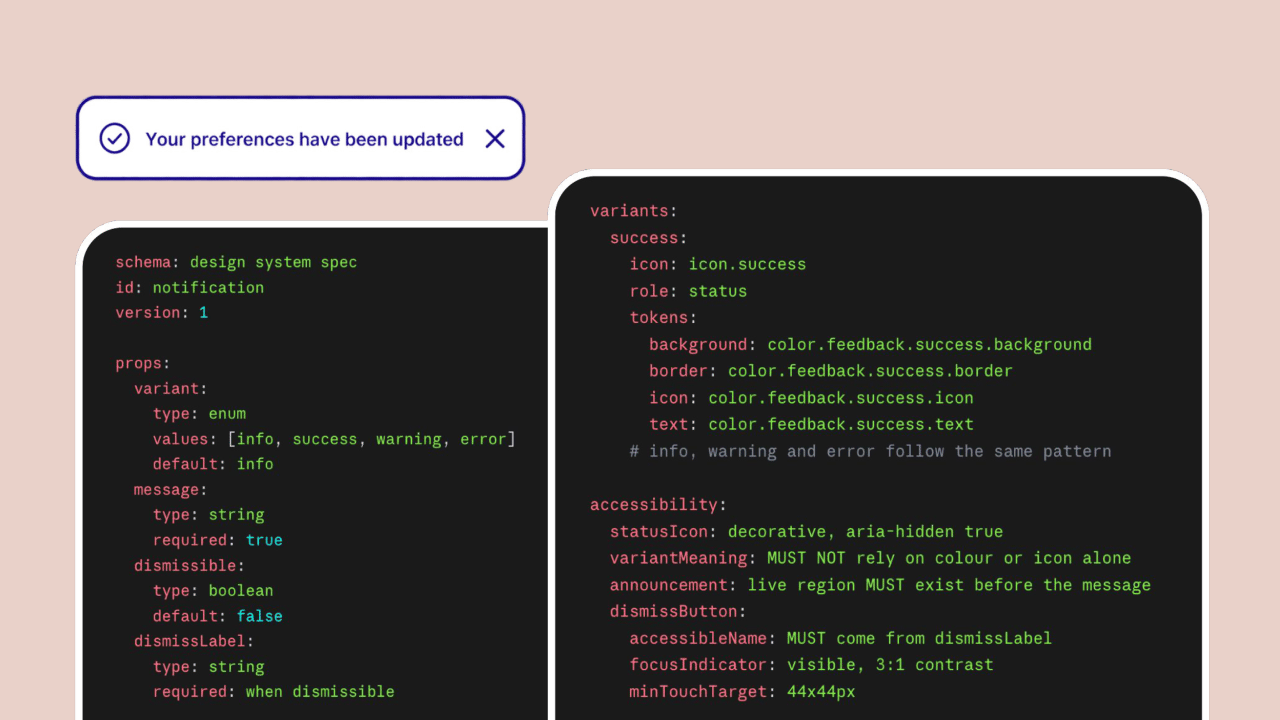 Your preferences have been updated
schema: design system spec
id: notification
version: 1
props:
variant:
type: enum
values: [info, success, warning, error]
default: info
message:
type: string
required: true
dismissible:
type: boolean
default: false
dismissLabel:
type: string
required: when dismissible
variants:
success:
icon: icon.success
role: status
tokens:
background: color.feedback.success.background
border: color.feedback.success.border
icon: color.feedback.success.icon
text: color.feedback.success.text
# info, warning and error follow the same pattern
accessibility:
statusIcon: decorative, aria-hidden true
variantMeaning: MUST NOT rely on colour or icon alone
announcement: live region MUST exist before the message
dismissButton:
accessibleName: MUST come from dismissLabel
focusIndicator: visible, 3:1 contrast
minTouchTarget: 44x44px